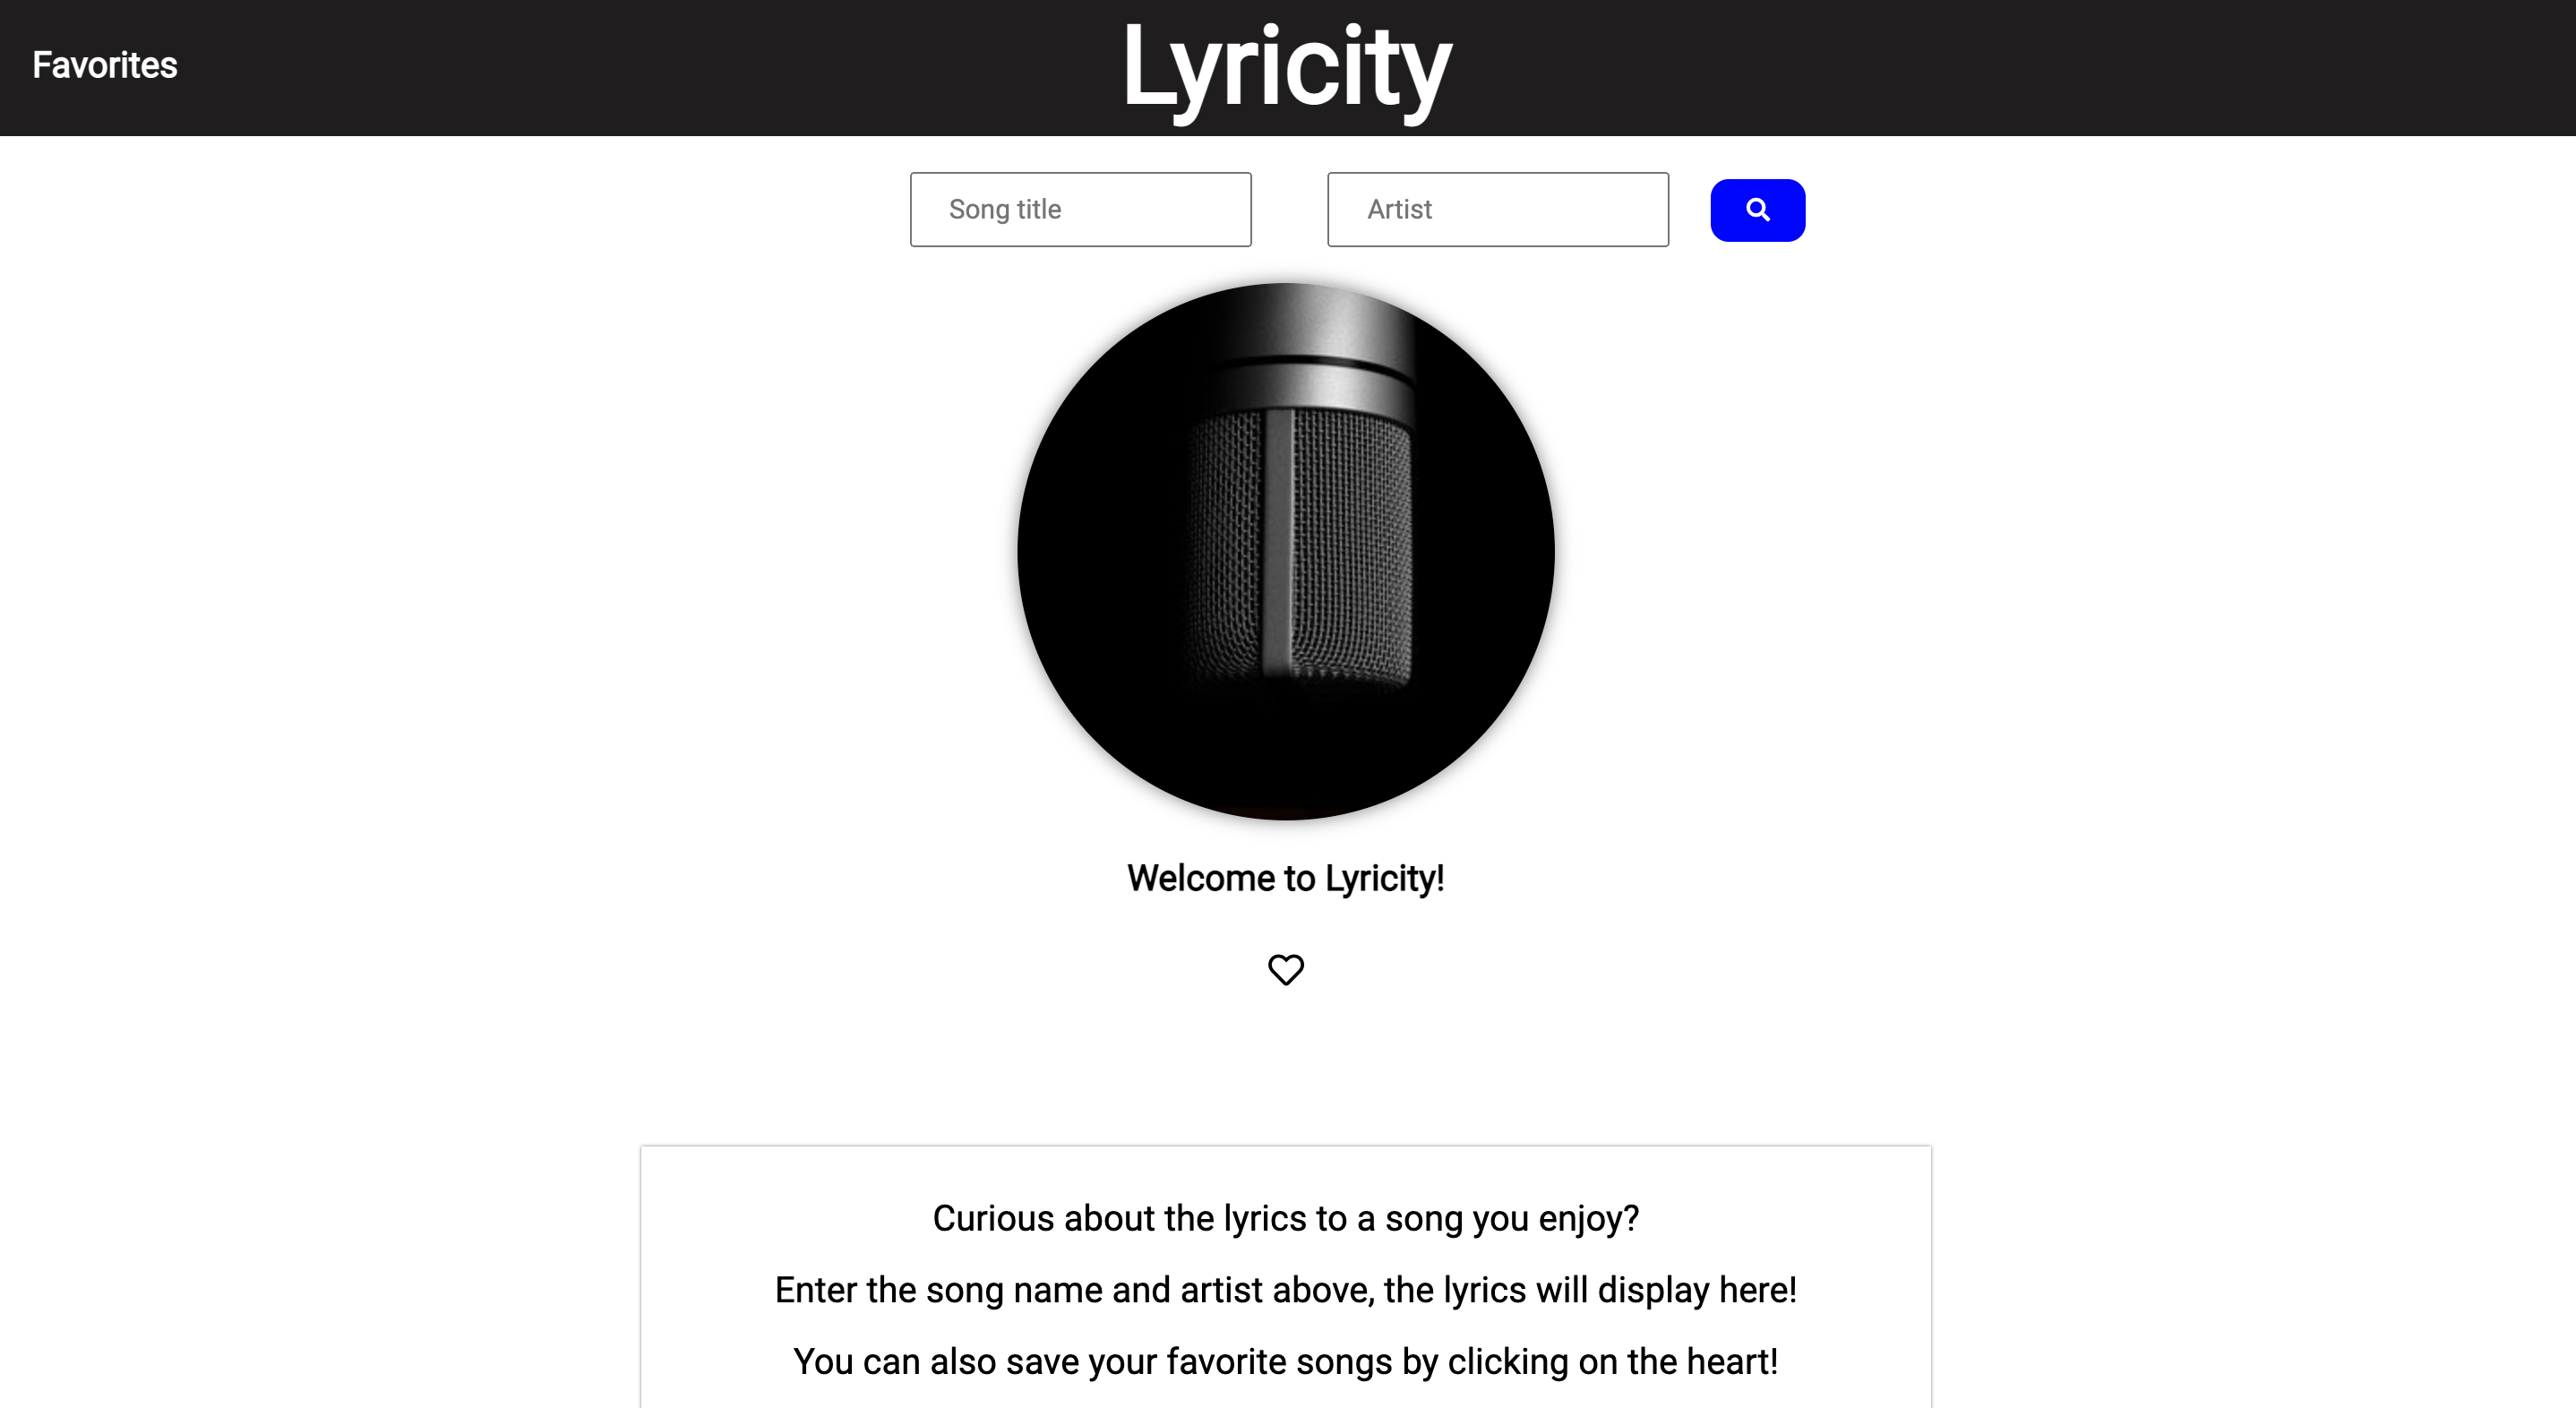 Favorites
Lyricity
Song title
Artist
Welcome to Lyricity!
Curious about the lyrics to a song you enjoy?
Enter the song name and artist above, the lyrics will display here!
You can also save your favorite songs by clicking on the heart!